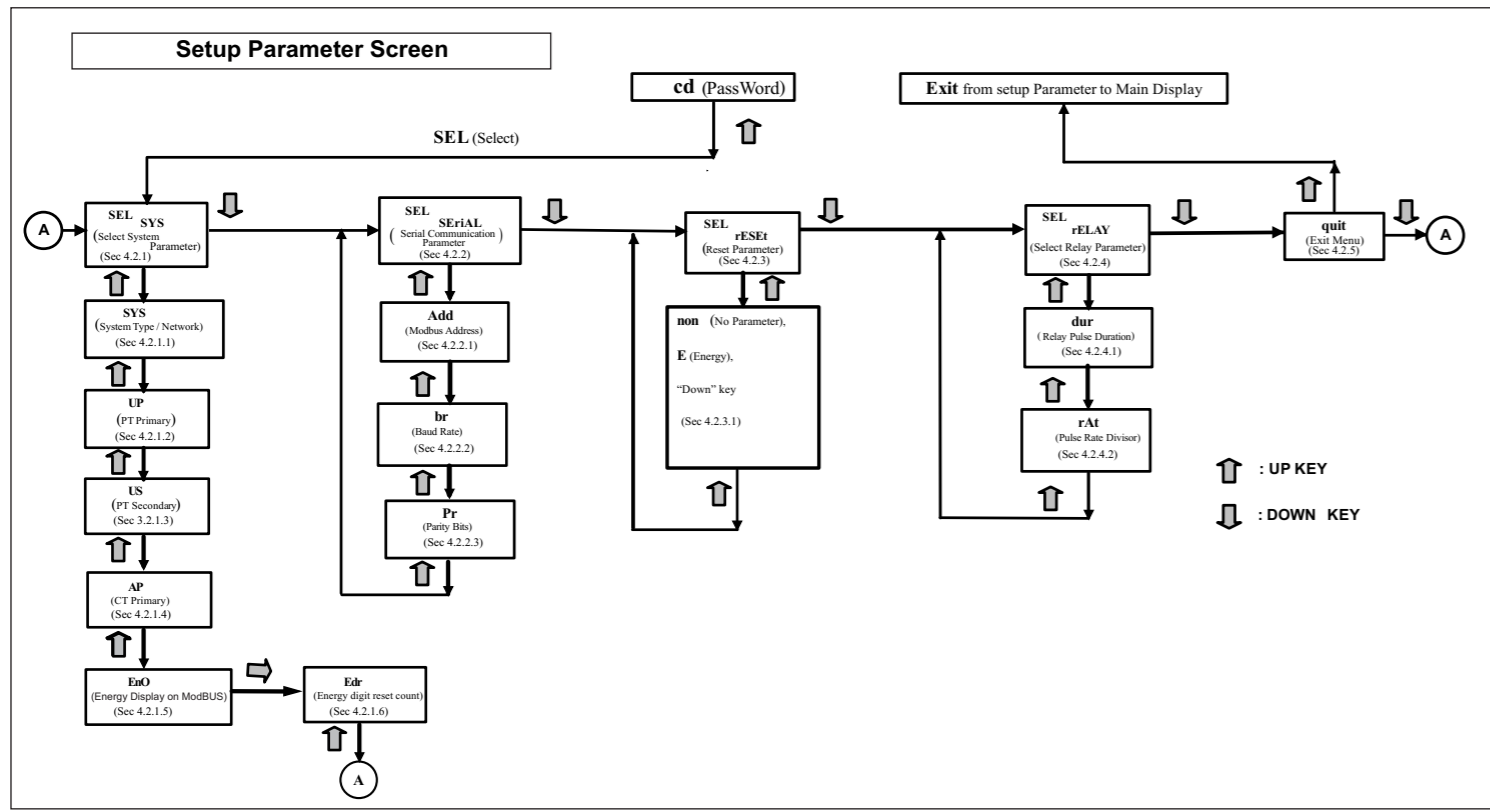 Setup Parameter Screen
cd (PassWord)
Exit from setup Parameter to Main Display
SEL (Select)
A
SEL
SYS
(Select System
Parameter)
(Sec 4.2.1)
SEL
SEriAL
( Serial Communication )
Parameter
(Sec 4.2.2)
SEL
rESEt
(Reset Parameter)
(Sec 4.2.3)
SEL
rELAY
(Select Relay Parameter)
(Sec 4.2.4)
quit
(Exit Menu)
(Sec 4.2.5)
A
SYS
(System Type / Network)
(Sec 4.2.1.1)
UP
(PT Primary)
(Sec 4.2.1.2)
US
(PT Secondary)
(Sec 3.2.1.3)
AP
(CT Primary)
(Sec 4.2.1.4)
EnO
(Energy Display on ModBUS)
(Sec 4.2.1.5)
Edr
(Energy digit reset count)
(Sec 4.2.1.6)
A
Add
(Modbus Address)
(Sec 4.2.2.1)
br
(Baud Rate)
(Sec 4.2.2.2)
Pr
(Parity Bits)
(Sec 4.2.2.3)
non (No Parameter),
E (Energy),
“Down” key
(Sec 4.2.3.1)
dur
(Relay Pulse Duration)
(Sec 4.2.4.1)
rAt
(Pulse Rate Divisor)
(Sec 4.2.4.2)
: UP KEY
: DOWN KEY